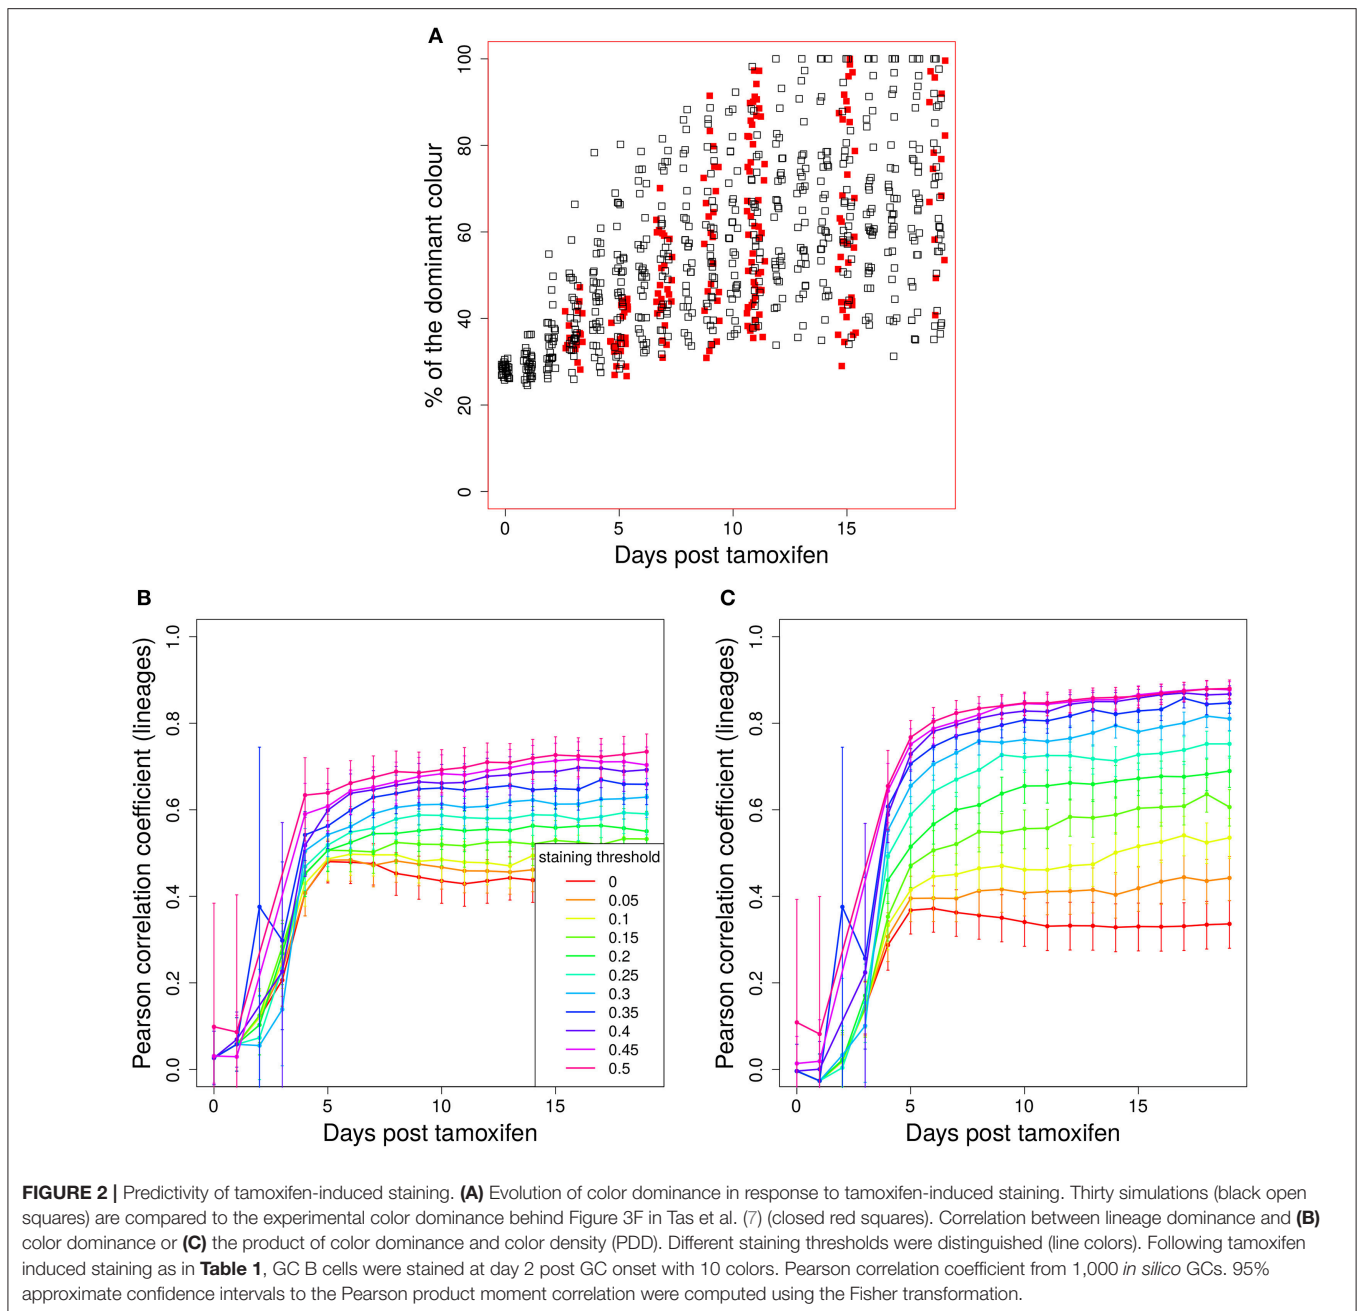 A
100
80
60
40
20
0
% of the dominant colour
0 5 10 15
Days post tamoxifen
B
1.0
0.8
0.6
0.4
0.2
0.0
Pearson correlation coefficient (lineages)
staining threshold
0
0.05
0.1
0.15
0.2
0.25
0.3
0.35
0.4
0.45
0.5
0 5 10 15
Days post tamoxifen
C
1.0
0.8
0.6
0.4
0.2
0.0
Pearson correlation coefficient (lineages)
0 5 10 15
Days post tamoxifen
FIGURE 2 | Predictivity of tamoxifen-induced staining. (A) Evolution of color dominance in response to tamoxifen-induced staining. Thirty simulations (black open
squares) are compared to the experimental color dominance behind Figure 3F in Tas et al. (7) (closed red squares). Correlation between lineage dominance and (B)
color dominance or (C) the product of color dominance and color density (PDD). Different staining thresholds were distinguished (line colors). Following tamoxifen
induced staining as in Table 1, GC B cells were stained at day 2 post GC onset with 10 colors. Pearson correlation coefficient from 1,000 in silico GCs. 95%
approximate confidence intervals to the Pearson product moment correlation were computed using the Fisher transformation.